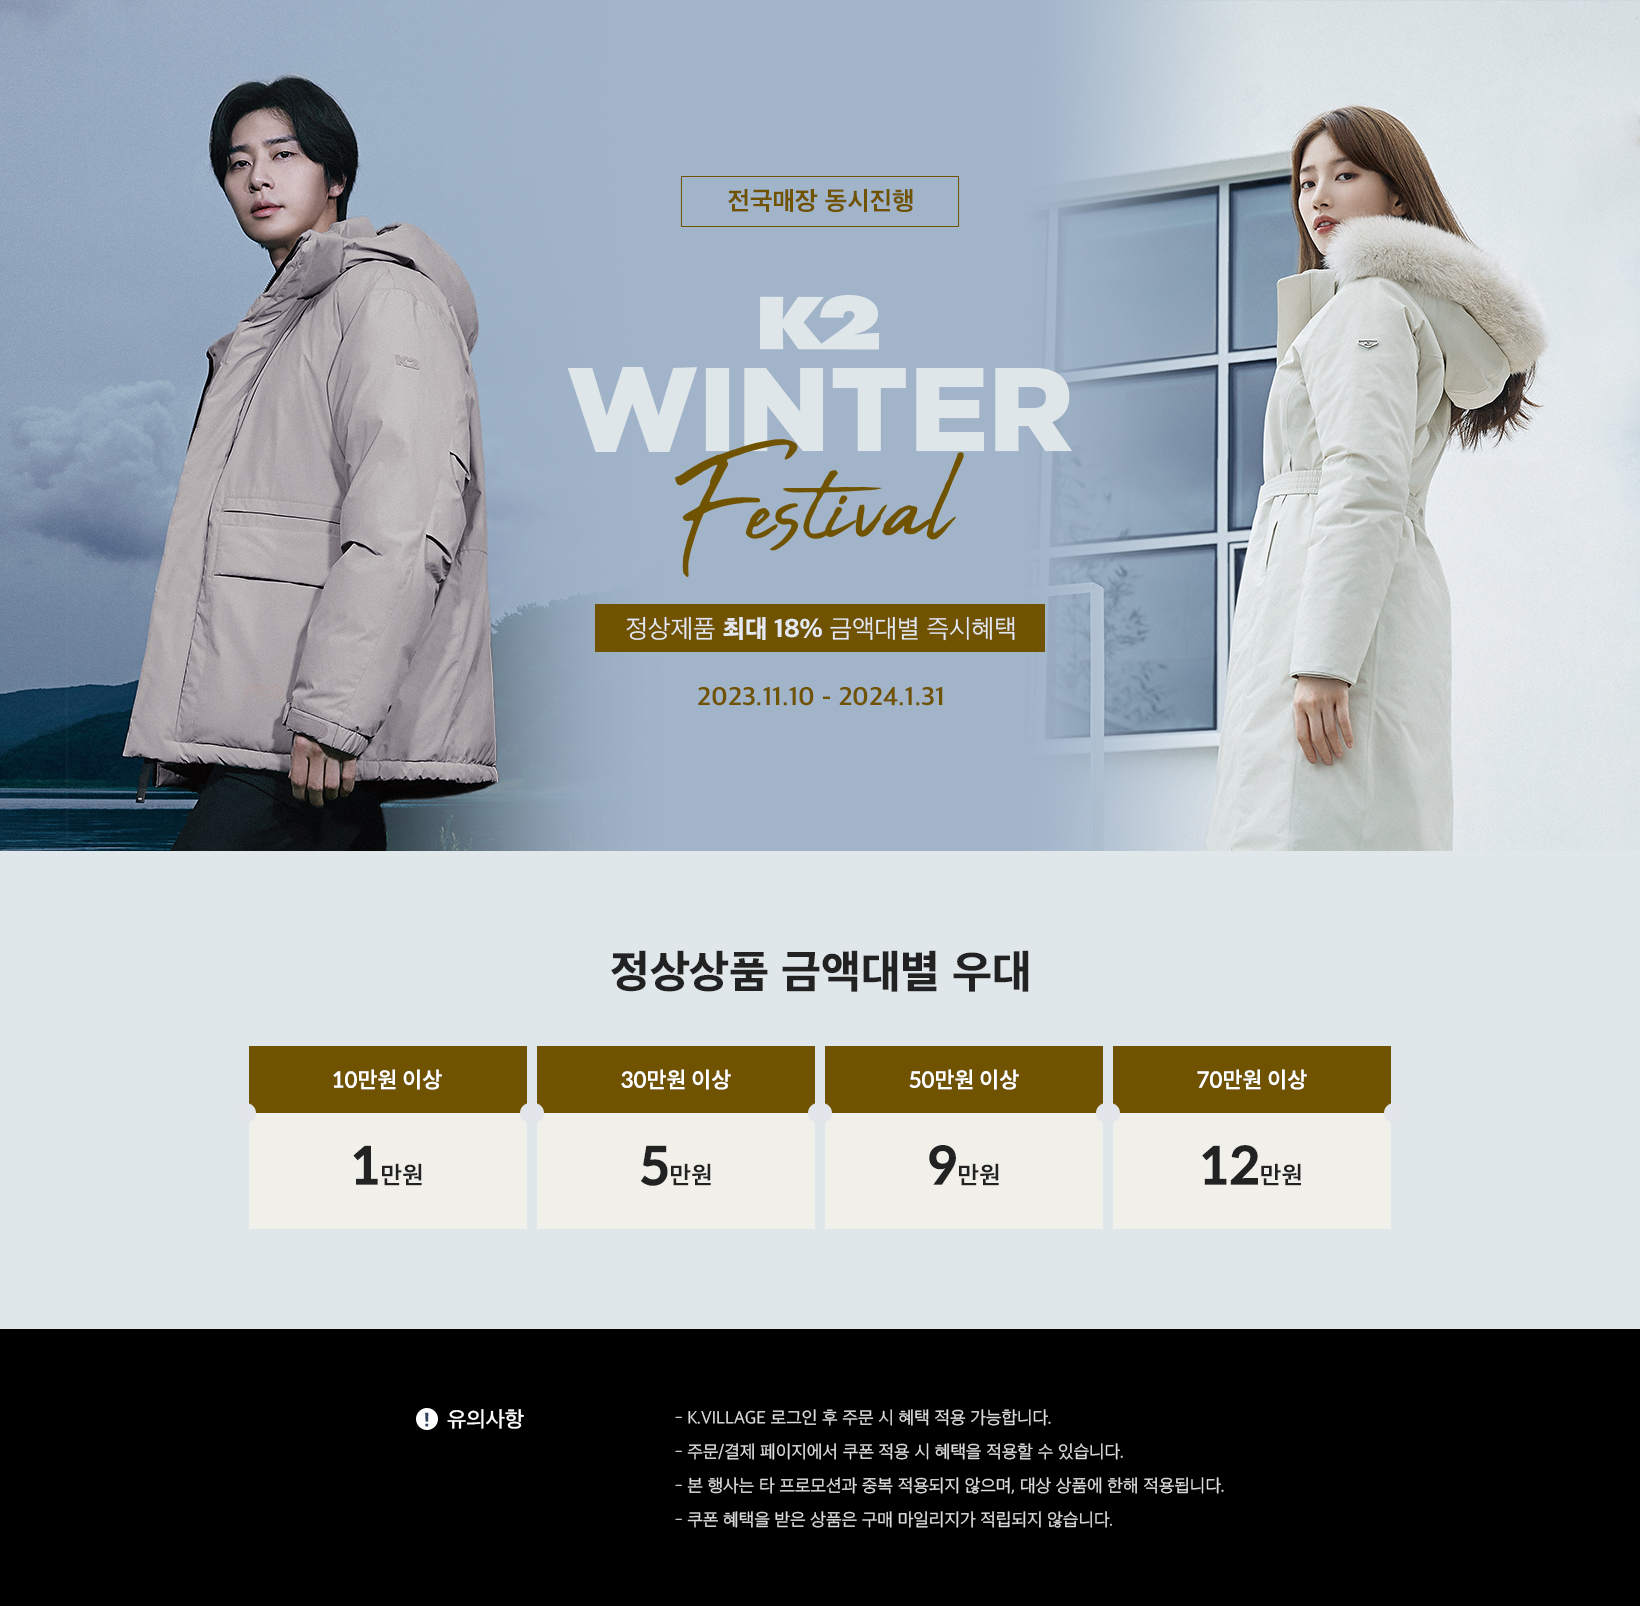 전국매장 동시진행
K2
WINTER
Festival
정상제품 최대 18% 금액대별 즉시혜택
2023.11.10 - 2024.1.31
K2
정상상품 금액대별 우대
10만원 이상
30만원 이상
50만원 이상
70만원 이상
1만원
5만원
9만원
12만원
! 유의사항
- K.VILLAGE 로그인 후 주문 시 혜택 적용 가능합니다.
- 주문/결제 페이지에서 쿠폰 적용 시 혜택을 적용할 수 있습니다.
- 본 행사는 타 프로모션과 중복 적용되지 않으며, 대상 상품에 한해 적용됩니다.
- 쿠폰 혜택을 받은 상품은 구매 마일리지가 적립되지 않습니다.